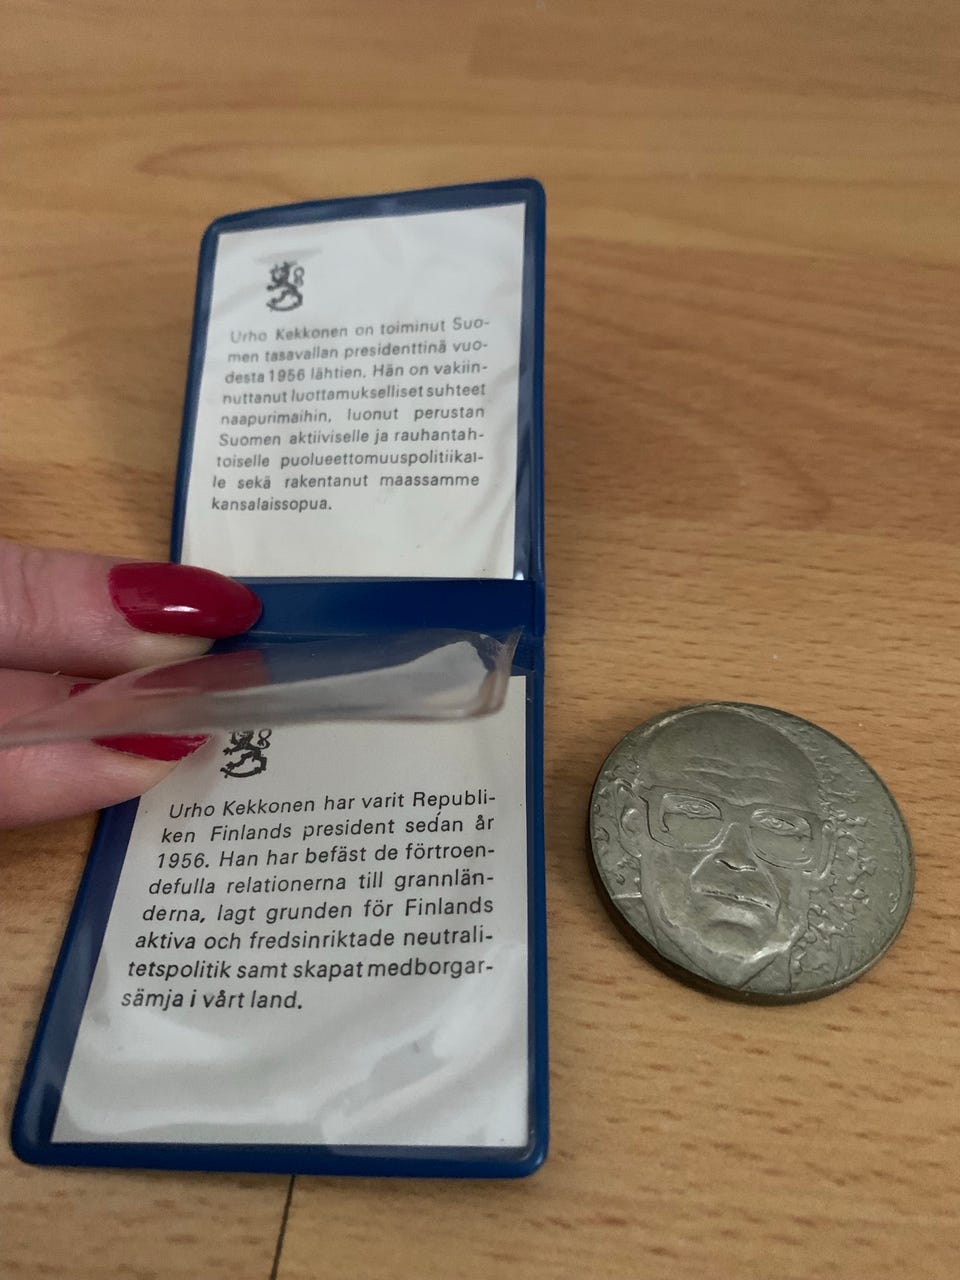 Urho Kekkonen on toiminut Suo-
men tasavallan presidenttinä vuo-
desta 1956 lähtien. Hän on vakiin-
nuttanut luottamukselliset suhteet
naapurimaihin, luonut perustan
Suomen aktiiviselle ja rauhantah-
toiselle puolueettomuuspolitiikal-
le sekä rakentanut maassamme
kansalaissopua.
Urho Kekkonen har varit Republi-
ken Finlands president sedan år
1956. Han har befäst de förtroen-
defulla relationerna till grannlän-
derna, lagt grunden för Finlands
aktiva och fredsinriktade neutrali-
tetspolitik samt skapat medborgar-
sämja i vårt land.